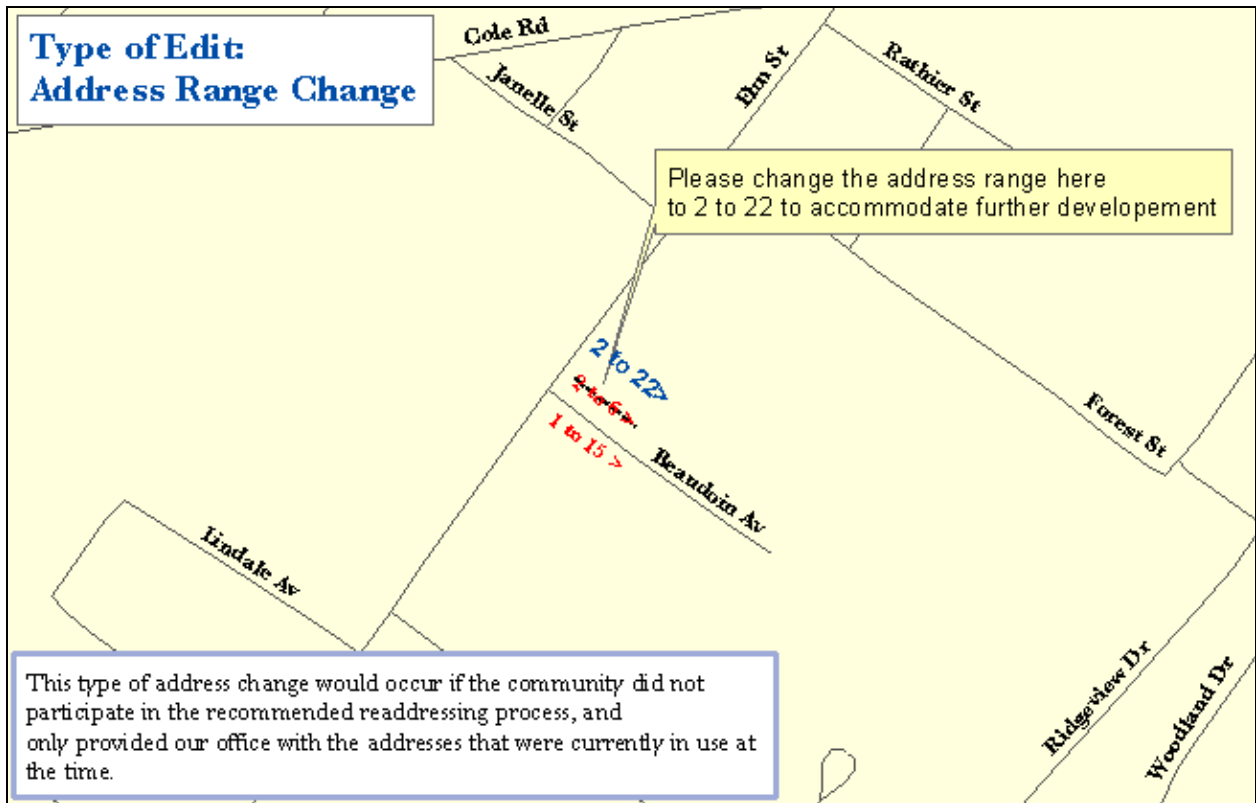 Type of Edit:
Address Range Change
Cole Rd
Janelle St
Elm St
Rathier St
Please change the address range here
to 2 to 22 to accommodate further developement
2 to 22>
2 to 6>
1 to 15 >
Beaudoin Av
Forest St
Lindale Av
Ridgeview Dr
Woodland Dr
This type of address change would occur if the community did not
participate in the recommended readdressing process, and
only provided our office with the addresses that were currently in use at
the time.